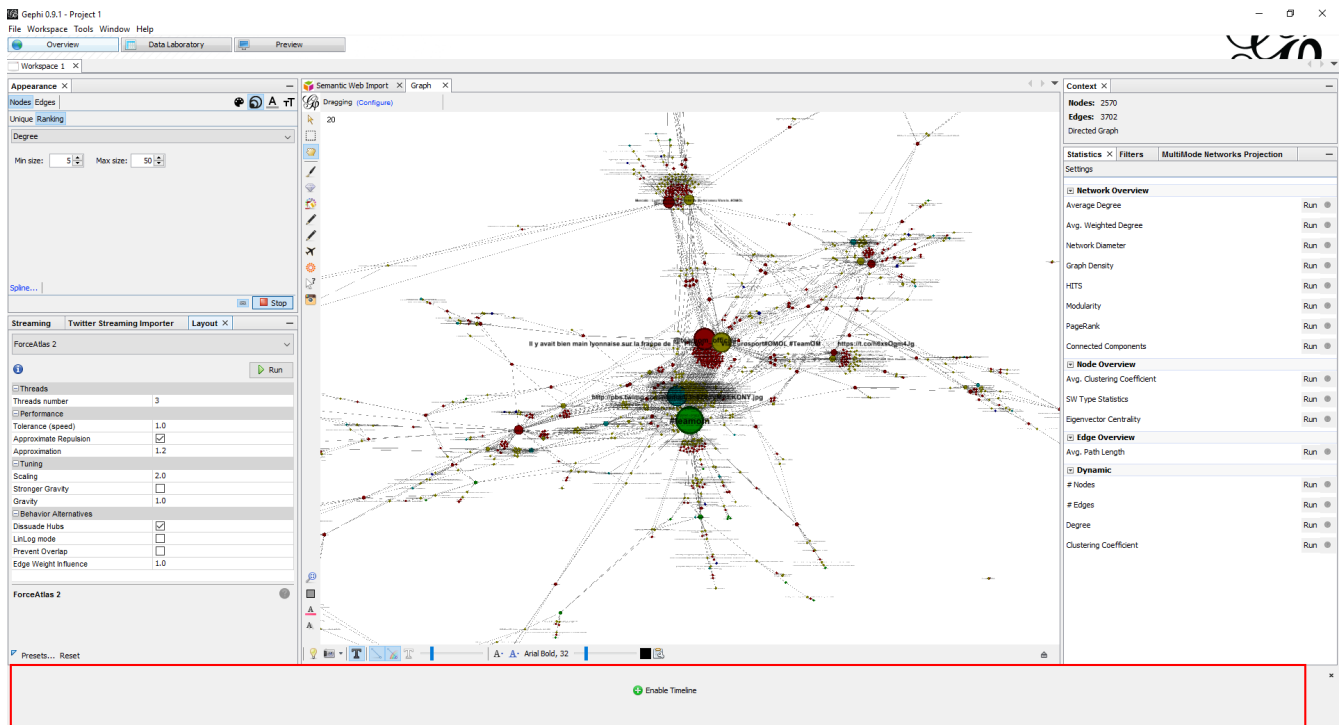 Gephi 0.9.1 - Project 1
File Workspace Tools Window Help
Overview
Data Laboratory
Preview
Workspace 1
Appearance
Nodes Edges
Unique Ranking
Degree
Min size: 5 Max size: 50
Spline...
Stop
Streaming Twitter Streaming Importer Layout
ForceAtlas 2
Run
Threads
Threads number 3
Performance
Tolerance (speed) 1.0
Approximate Repulsion
Approximation 1.2
Tuning
Scaling 2.0
Stronger Gravity
Gravity 1.0
Behavior Alternatives
Dissuade Hubs
LinLog mode
Prevent Overlap
Edge Weight Influence 1.0
ForceAtlas 2
Presets... Reset
Semantic Web Import Graph
Dragging (Configure)
20
Il y avait bien main lyonnaise sur la frappe de
#OMOL #TeamOM
#teamom
A- A- Arial Bold, 32
Context
Nodes: 2570
Edges: 3702
Directed Graph
Statistics Filters MultiMode Networks Projection
Settings
Network Overview
Average Degree Run
Avg. Weighted Degree Run
Network Diameter Run
Graph Density Run
HITS Run
Modularity Run
PageRank Run
Connected Components Run
Node Overview
Avg. Clustering Coefficient Run
SW Type Statistics Run
Eigenvector Centrality Run
Edge Overview
Avg. Path Length Run
Dynamic
# Nodes Run
# Edges Run
Degree Run
Clustering Coefficient Run
Enable Timeline